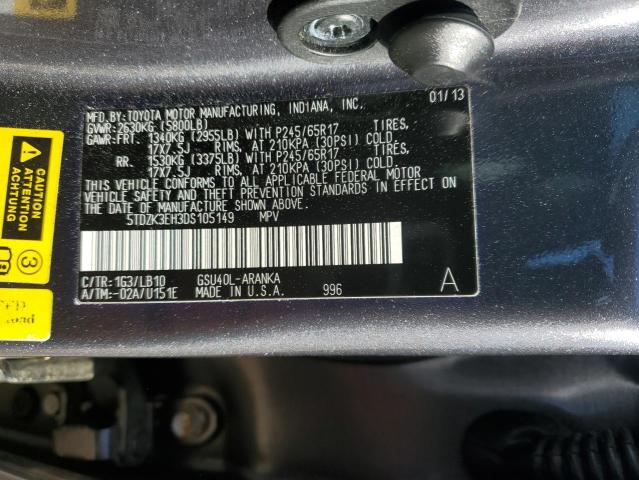 MFD.BY:TOYOTA MOTOR MANUFACTURING, INDIANA, INC. 01/13
GVWR:2630KG (5800LB)
GAWR:FRT. 1340KG (2955LB) WITH P245/65R17 TIRES,
17X7.5J RIMS, AT 210KPA (30PSI) COLD
RR. 1530KG (3375LB) WITH P245/65R17 TIRES,
17X7.5J RIMS, AT 210KPA (30PSI) COLD.
THIS VEHICLE CONFORMS TO ALL APPLICABLE FEDERAL MOTOR
VEHICLE SAFETY AND THEFT PREVENTION STANDARDS IN EFFECT
ON THE DATE OF MANUFACTURE SHOWN ABOVE.
5TDZK3EH3DS105149 MPV
C/TR:1G3/LB10 GSU40L-ARANKA A
A/TM:-02A/U151E MADE IN U.S.A. 996
CAUTION
ATTENTION
ACHTUNG
3